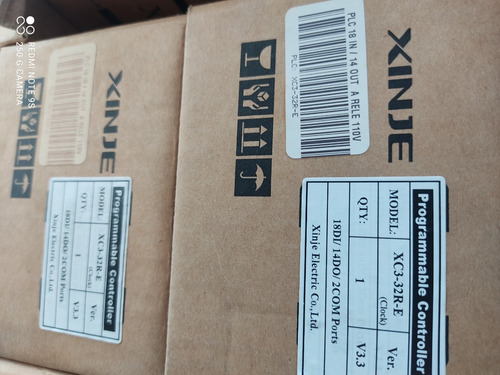 XINJE
PLC 18 IN / 14 OUT A RELE 110V
PLC XC3-32R-E
Programmable Controller
MODEL: XC3-32R-E Ver.
(Clock)
QTY: 1 V3.3
18DI/ 14DO/ 2COM Ports
Xinje Electric Co.,Ltd.
XINJE
Programmable Controller
MODEL: XC3-32R-E Ver.
(Clock)
QTY: 1 V3.3
18DI/ 14DO/ 2COM Ports
Xinje Electric Co.,Ltd.
REDMI NOTE 9S
AI CAMERA